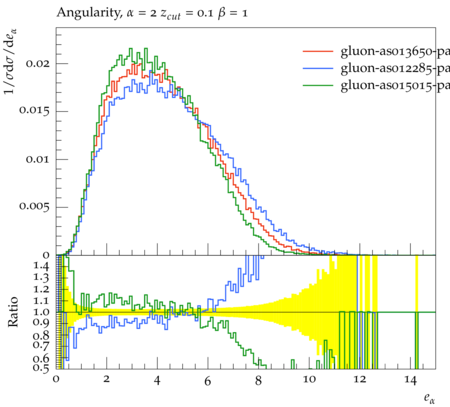 Angularity, α = 2 z_cut = 0.1 β = 1
1/σdσ/de_α
gluon-as013650-pa
gluon-as012285-pa
gluon-as015015-pa
0.02
0.015
0.01
0.005
0
Ratio
1.4
1.3
1.2
1.1
1.0
0.9
0.8
0.7
0.6
0.5
0 2 4 6 8 10 12 14
e_α